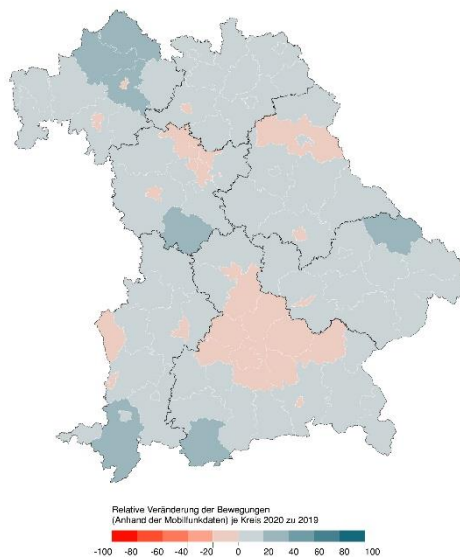 Relative Veränderung der Bewegungen
(Anhand der Mobilfunkdaten) je Kreis 2020 zu 2019
-100 -80 -60 -40 -20 0 20 40 60 80 100